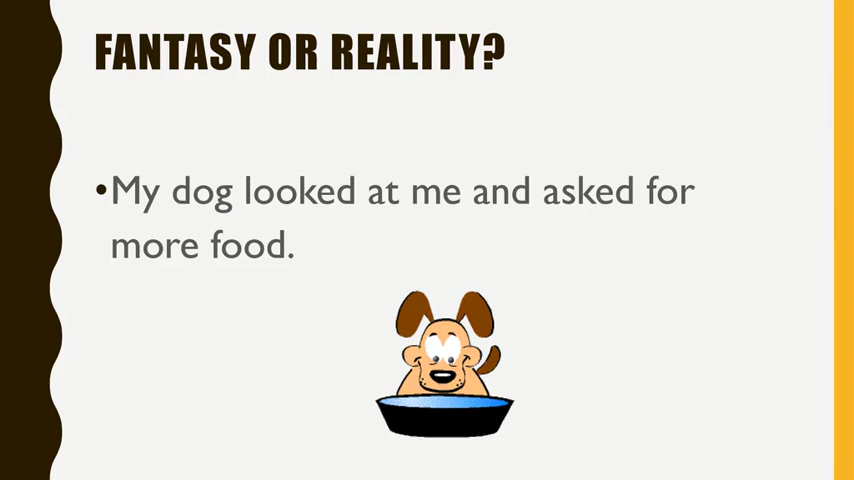 FANTASY OR REALITY?
•My dog looked at me and asked for
more food.